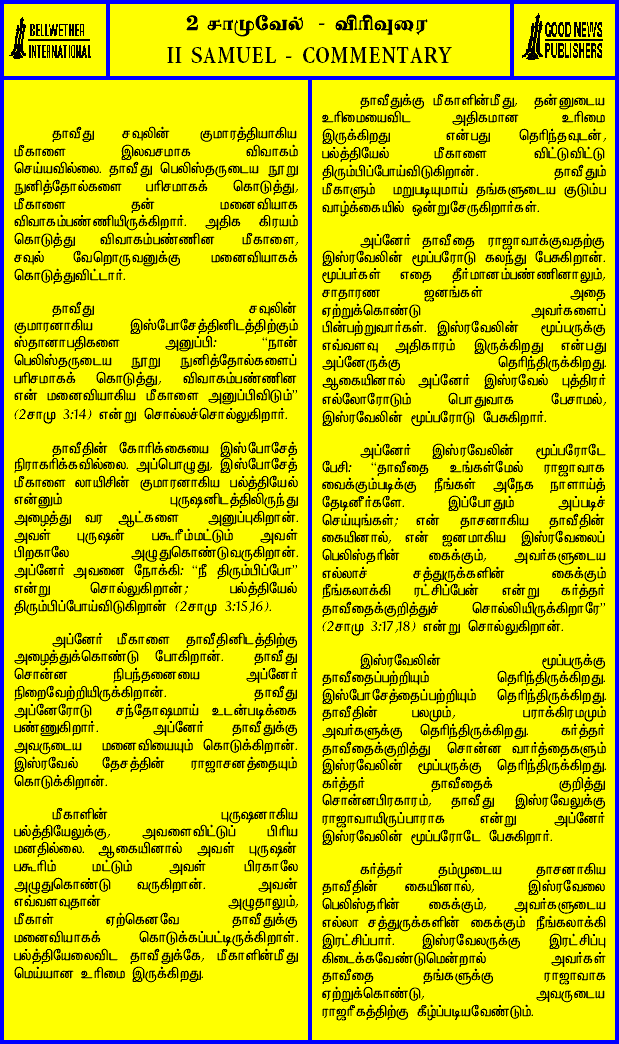 BELLWETHER
INTERNATIONAL
2 சாமுவேல் - விரிவுரை
II SAMUEL - COMMENTARY
GOOD NEWS
PUBLISHERS
தாவீது சவுலின் குமாரத்தியாகிய
மீகாளை இலவசமாக விவாகம்
செய்யவில்லை. தாவீது பெலிஸ்தருடைய நூறு
நுனித்தோல்களை பரிசமாகக் கொடுத்து,
மீகாளை தன் மனைவியாக
விவாகம்பண்ணியிருக்கிறார். அதிக கிரயம்
கொடுத்து விவாகம்பண்ணின மீகாளை,
சவுல் வேறொருவனுக்கு மனைவியாகக்
கொடுத்துவிட்டார்.
தாவீது சவுலின்
குமாரனாகிய இஸ்போசேத்தினிடத்திற்கும்
ஸ்தானாபதிகளை அனுப்பி: “நான்
பெலிஸ்தருடைய நூறு நுனித்தோல்களைப்
பரிசமாகக் கொடுத்து, விவாகம்பண்ணின
என் மனைவியாகிய மீகாளை அனுப்பிவிடும்”
(2சாமு 3:14) என்று சொல்லச்சொல்லுகிறார்.
தாவீதின் கோரிக்கையை இஸ்போசேத்
நிராகரிக்கவில்லை. அப்பொழுது, இஸ்போசேத்
மீகாளை லாயிசின் குமாரனாகிய பல்த்தியேல்
என்னும் புருஷனிடத்திலிருந்து
அழைத்து வர ஆட்களை அனுப்புகிறான்.
அவள் புருஷன் பகூரீம்மட்டும் அவள்
பிறகாலே அழுதுகொண்டுவருகிறான்.
அப்னேர் அவனை நோக்கி: “நீ திரும்பிப்போ”
என்று சொல்லுகிறான்; பல்த்தியேல்
திரும்பிப்போய்விடுகிறான் (2சாமு 3:15,16).
அப்னேர் மீகாளை தாவீதினிடத்திற்கு
அழைத்துக்கொண்டு போகிறான். தாவீது
சொன்ன நிபந்தனையை அப்னேர்
நிறைவேற்றியிருக்கிறான். தாவீது
அப்னேரோடு சந்தோஷமாய் உடன்படிக்கை
பண்ணுகிறார். அப்னேர் தாவீதுக்கு
அவருடைய மனைவியையும் கொடுக்கிறான்.
இஸ்ரவேல் தேசத்தின் ராஜாசனத்தையும்
கொடுக்கிறான்.
மீகாளின் புருஷனாகிய
பல்த்தியேலுக்கு, அவளைவிட்டுப் பிரிய
மனதில்லை. ஆகையினால் அவள் புருஷன்
பகூரிம் மட்டும் அவள் பிரகாலே
அழுதுகொண்டு வருகிறான். அவன்
எவ்வளவுதான் அழுதாலும்,
மீகாள் ஏற்கெனவே தாவீதுக்கு
மனைவியாகக் கொடுக்கப்பட்டிருக்கிறாள்.
பல்த்தியேலைவிட தாவீதுக்கே, மீகாளின்மீது
மெய்யான உரிமை இருக்கிறது.
தாவீதுக்கு மீகாளின்மீது, தன்னுடைய
உரிமையைவிட அதிகமான உரிமை
இருக்கிறது என்பது தெரிந்தவுடன்,
பல்த்தியேல் மீகாளை விட்டுவிட்டு
திரும்பிப்போய்விடுகிறான். தாவீதும்
மீகாளும் மறுபடியுமாய் தங்களுடைய குடும்ப
வாழ்க்கையில் ஒன்றுசேருகிறார்கள்.
அப்னேர் தாவீதை ராஜாவாக்குவதற்கு
இஸ்ரவேலின் மூப்பரோடு கலந்து பேசுகிறான்.
மூப்பர்கள் எதை தீர்மானம்பண்ணினாலும்,
சாதாரண ஜனங்கள் அதை
ஏற்றுக்கொண்டு அவர்களைப்
பின்பற்றுவார்கள். இஸ்ரவேலின் மூப்பருக்கு
எவ்வளவு அதிகாரம் இருக்கிறது என்பது
அப்னேருக்கு தெரிந்திருக்கிறது.
ஆகையினால் அப்னேர் இஸ்ரவேல் புத்திரர்
எல்லோரோடும் பொதுவாக பேசாமல்,
இஸ்ரவேலின் மூப்பரோடு பேசுகிறார்.
அப்னேர் இஸ்ரவேலின் மூப்பரோடே
பேசி: “தாவீதை உங்கள்மேல் ராஜாவாக
வைக்கும்படிக்கு நீங்கள் அநேக நாளாய்த்
தேடினீர்களே. இப்போதும் அப்படிச்
செய்யுங்கள்; என் தாசனாகிய தாவீதின்
கையினால், என் ஜனமாகிய இஸ்ரவேலைப்
பெலிஸ்தரின் கைக்கும், அவர்களுடைய
எல்லாச் சத்துருக்களின் கைக்கும்
நீங்கலாக்கி ரட்சிப்பேன் என்று கர்த்தர்
தாவீதைக்குறித்துச் சொல்லியிருக்கிறாரே”
(2சாமு 3:17,18) என்று சொல்லுகிறான்.
இஸ்ரவேலின் மூப்பருக்கு
தாவீதைப்பற்றியும் தெரிந்திருக்கிறது.
இஸ்போசேத்தைப்பற்றியும் தெரிந்திருக்கிறது.
தாவீதின் பலமும், பராக்கிரமமும்
அவர்களுக்கு தெரிந்திருக்கிறது. கர்த்தர்
தாவீதைக்குறித்து சொன்ன வார்த்தைகளும்
இஸ்ரவேலின் மூப்பருக்கு தெரிந்திருக்கிறது.
கர்த்தர் தாவீதைக் குறித்து
சொன்னபிரகாரம், தாவீது இஸ்ரவேலுக்கு
ராஜாவாயிருப்பாராக என்று அப்னேர்
இஸ்ரவேலின் மூப்பரோடே பேசுகிறார்.
கர்த்தர் தம்முடைய தாசனாகிய
தாவீதின் கையினால், இஸ்ரவேலை
பெலிஸ்தரின் கைக்கும், அவர்களுடைய
எல்லா சத்துருக்களின் கைக்கும் நீங்கலாக்கி
இரட்சிப்பார். இஸ்ரவேலருக்கு இரட்சிப்பு
கிடைக்கவேண்டுமென்றால் அவர்கள்
தாவீதை தங்களுக்கு ராஜாவாக
ஏற்றுக்கொண்டு, அவருடைய
ராஜரீகத்திற்கு கீழ்ப்படியவேண்டும்.